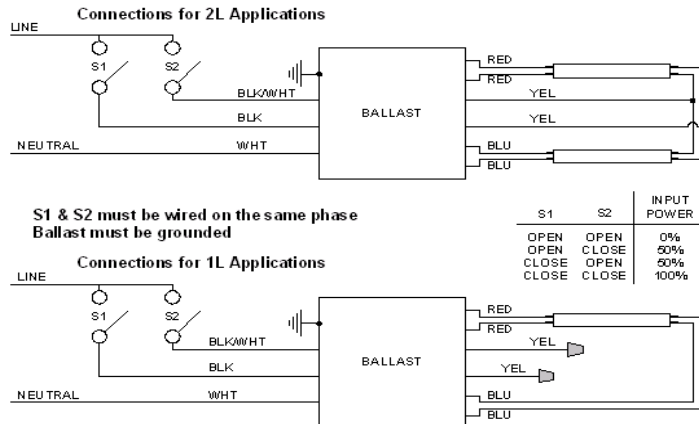 Connections for 2L Applications
LINE
S1
S2
BLK/WHT
BLK
NEUTRAL
WHT
BALLAST
RED
RED
YEL
YEL
BLU
BLU
S1 & S2 must be wired on the same phase
Ballast must be grounded
S1 S2 INPUT POWER
OPEN OPEN 0%
OPEN CLOSE 50%
CLOSE OPEN 50%
CLOSE CLOSE 100%
Connections for 1L Applications
LINE
S1
S2
BLK/WHT
BLK
NEUTRAL
WHT
BALLAST
RED
RED
YEL
YEL
BLU
BLU